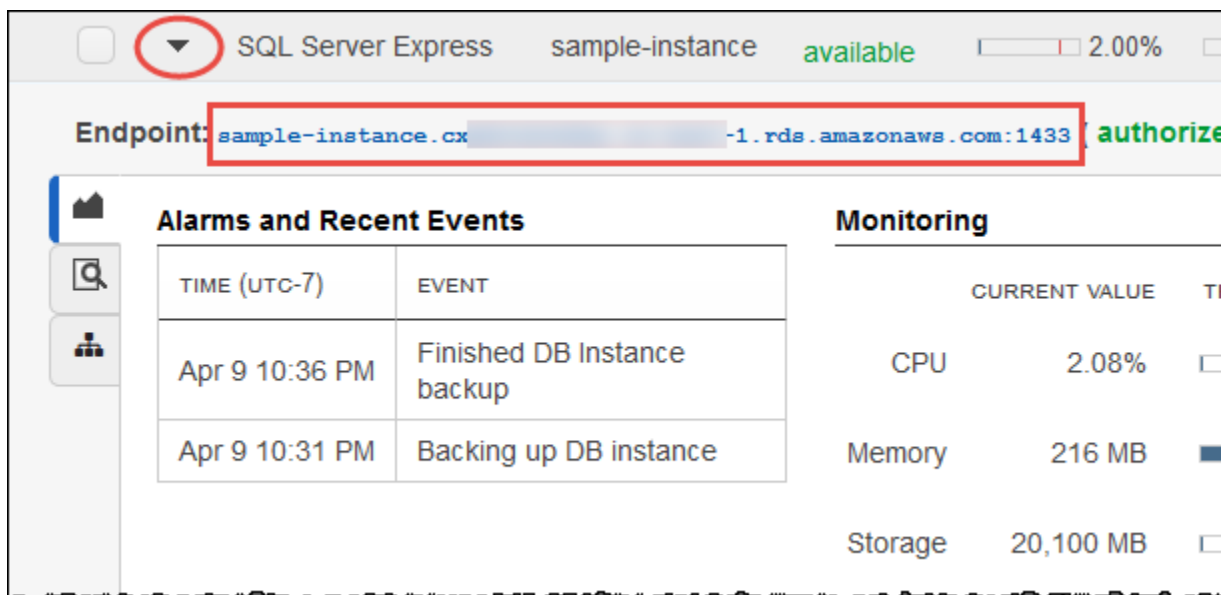 SQL Server Express sample-instance available 2.00%
Endpoint: sample-instance.cx -1.rds.amazonaws.com:1433 ( authorize
Alarms and Recent Events
Monitoring
TIME (UTC-7) EVENT
CURRENT VALUE
Apr 9 10:36 PM Finished DB Instance
backup
CPU 2.08%
Apr 9 10:31 PM Backing up DB instance
Memory 216 MB
Storage 20,100 MB